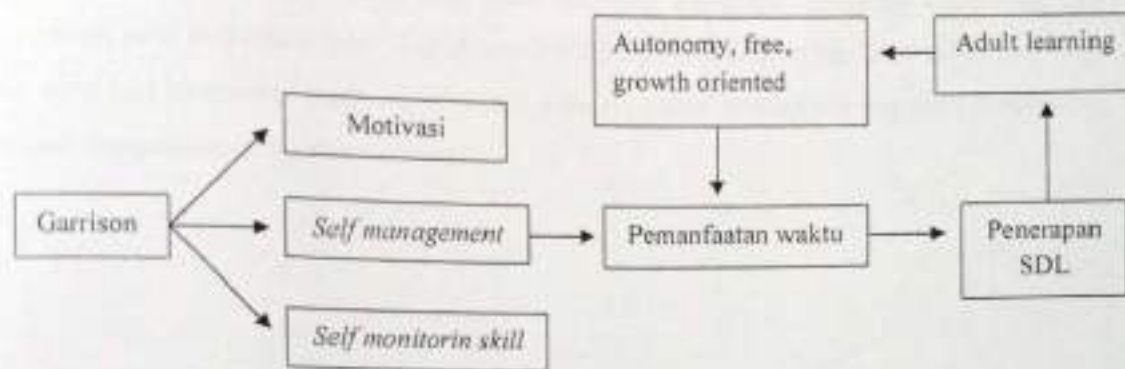 Autonomy, free,
growth oriented
Adult learning
Motivasi
Garrison
Self management
Pemanfaatan waktu
Penerapan
SDL
Self monitorin skill